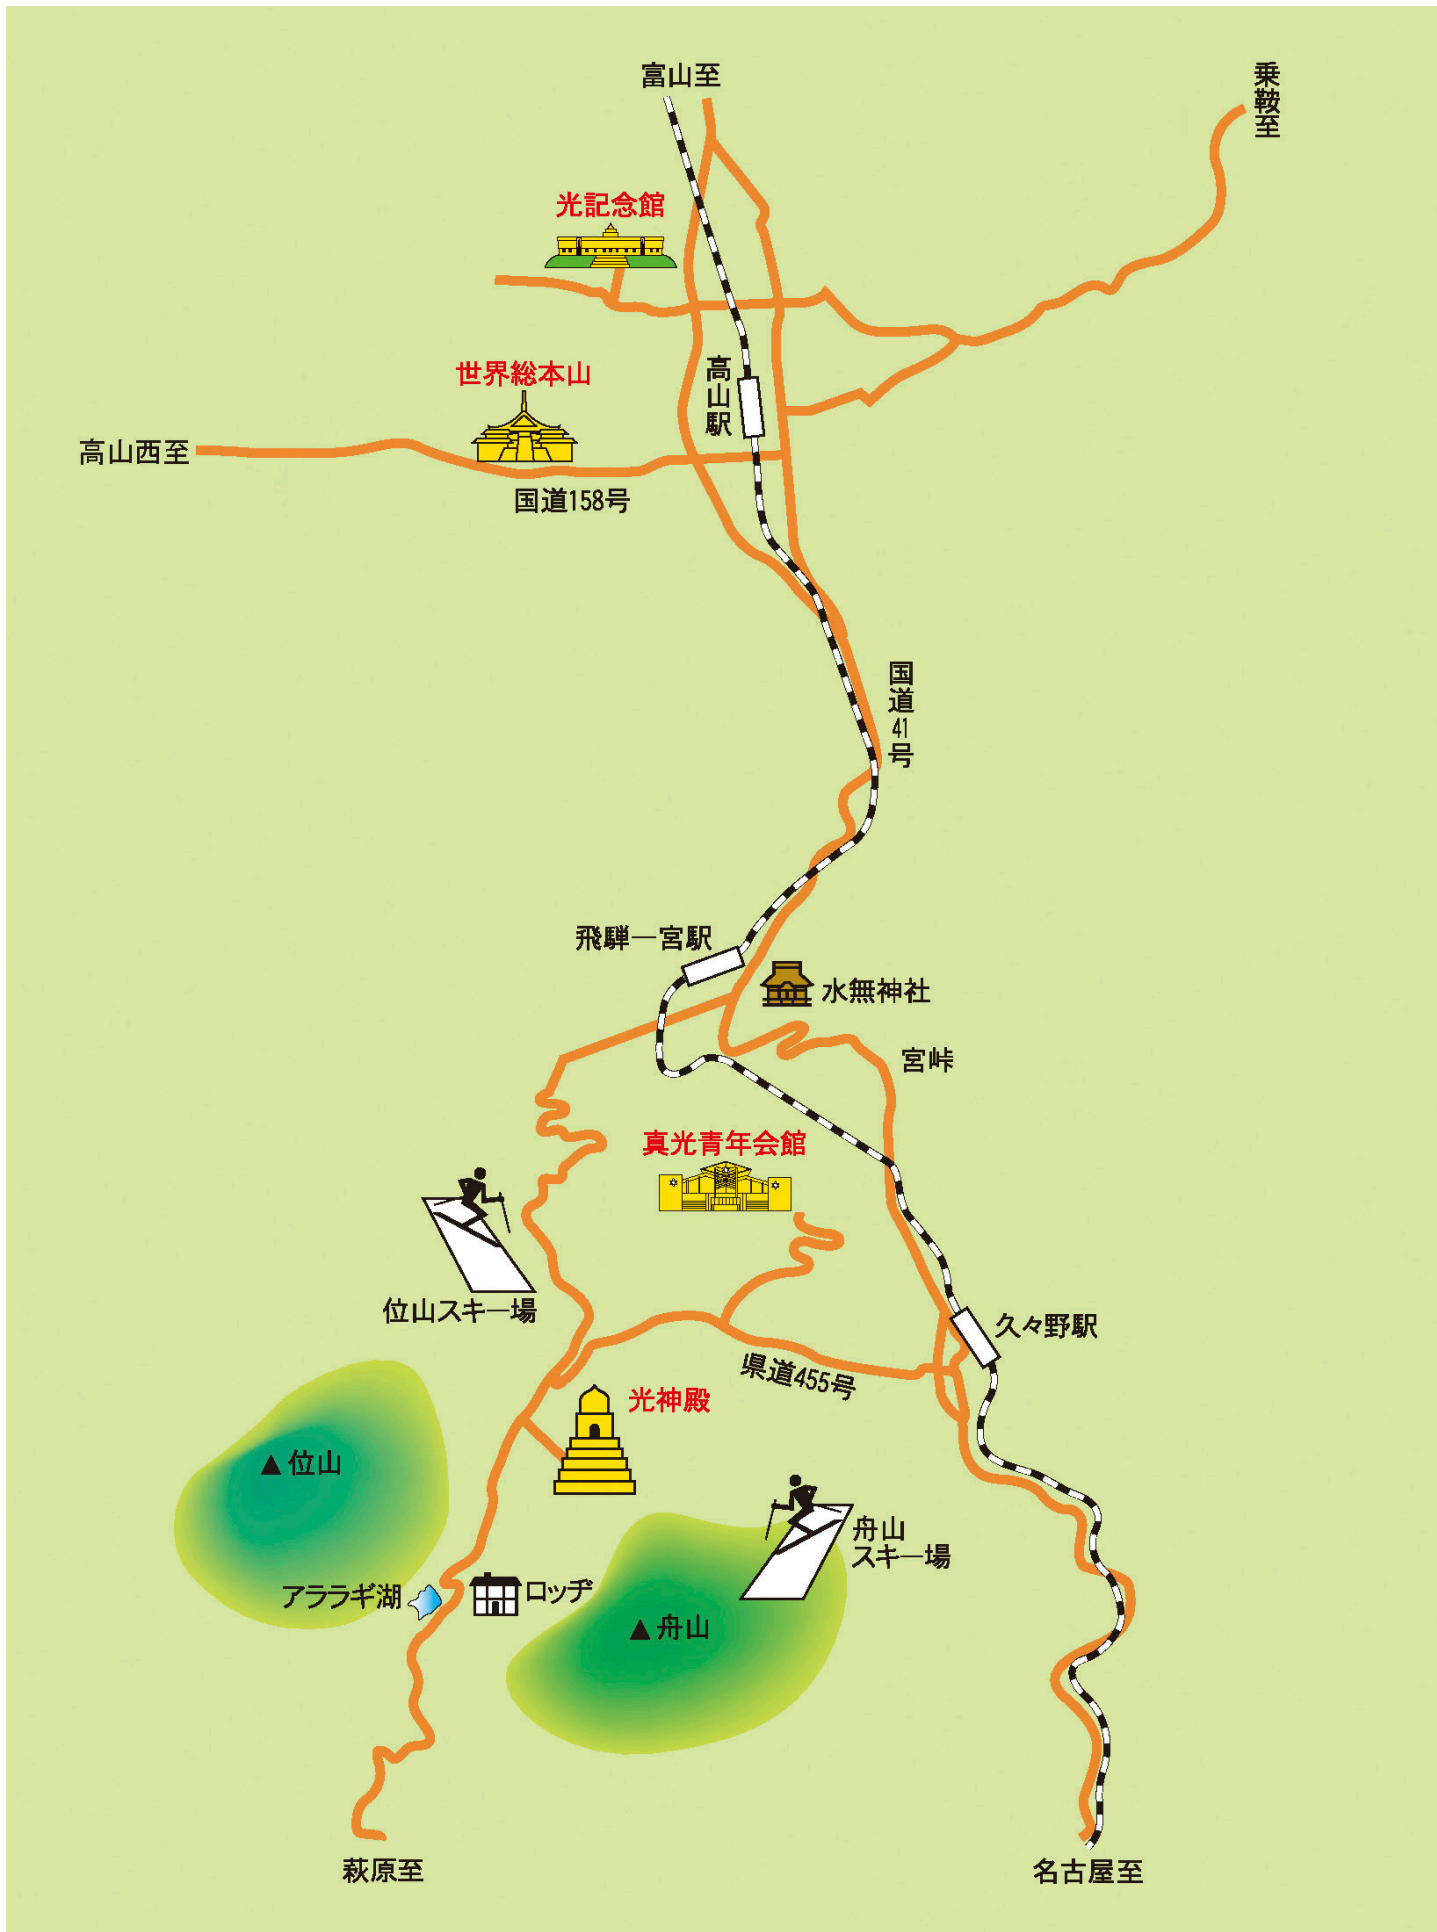 富山至
乗鞍至
光記念館
世界総本山
高山駅
高山西至
国道158号
国道41号
飛騨一宮駅
水無神社
宮峠
真光青年会館
位山スキー場
久々野駅
県道455号
光神殿
▲位山
舟山
スキー場
アララギ湖
ロッヂ
▲舟山
萩原至
名古屋至